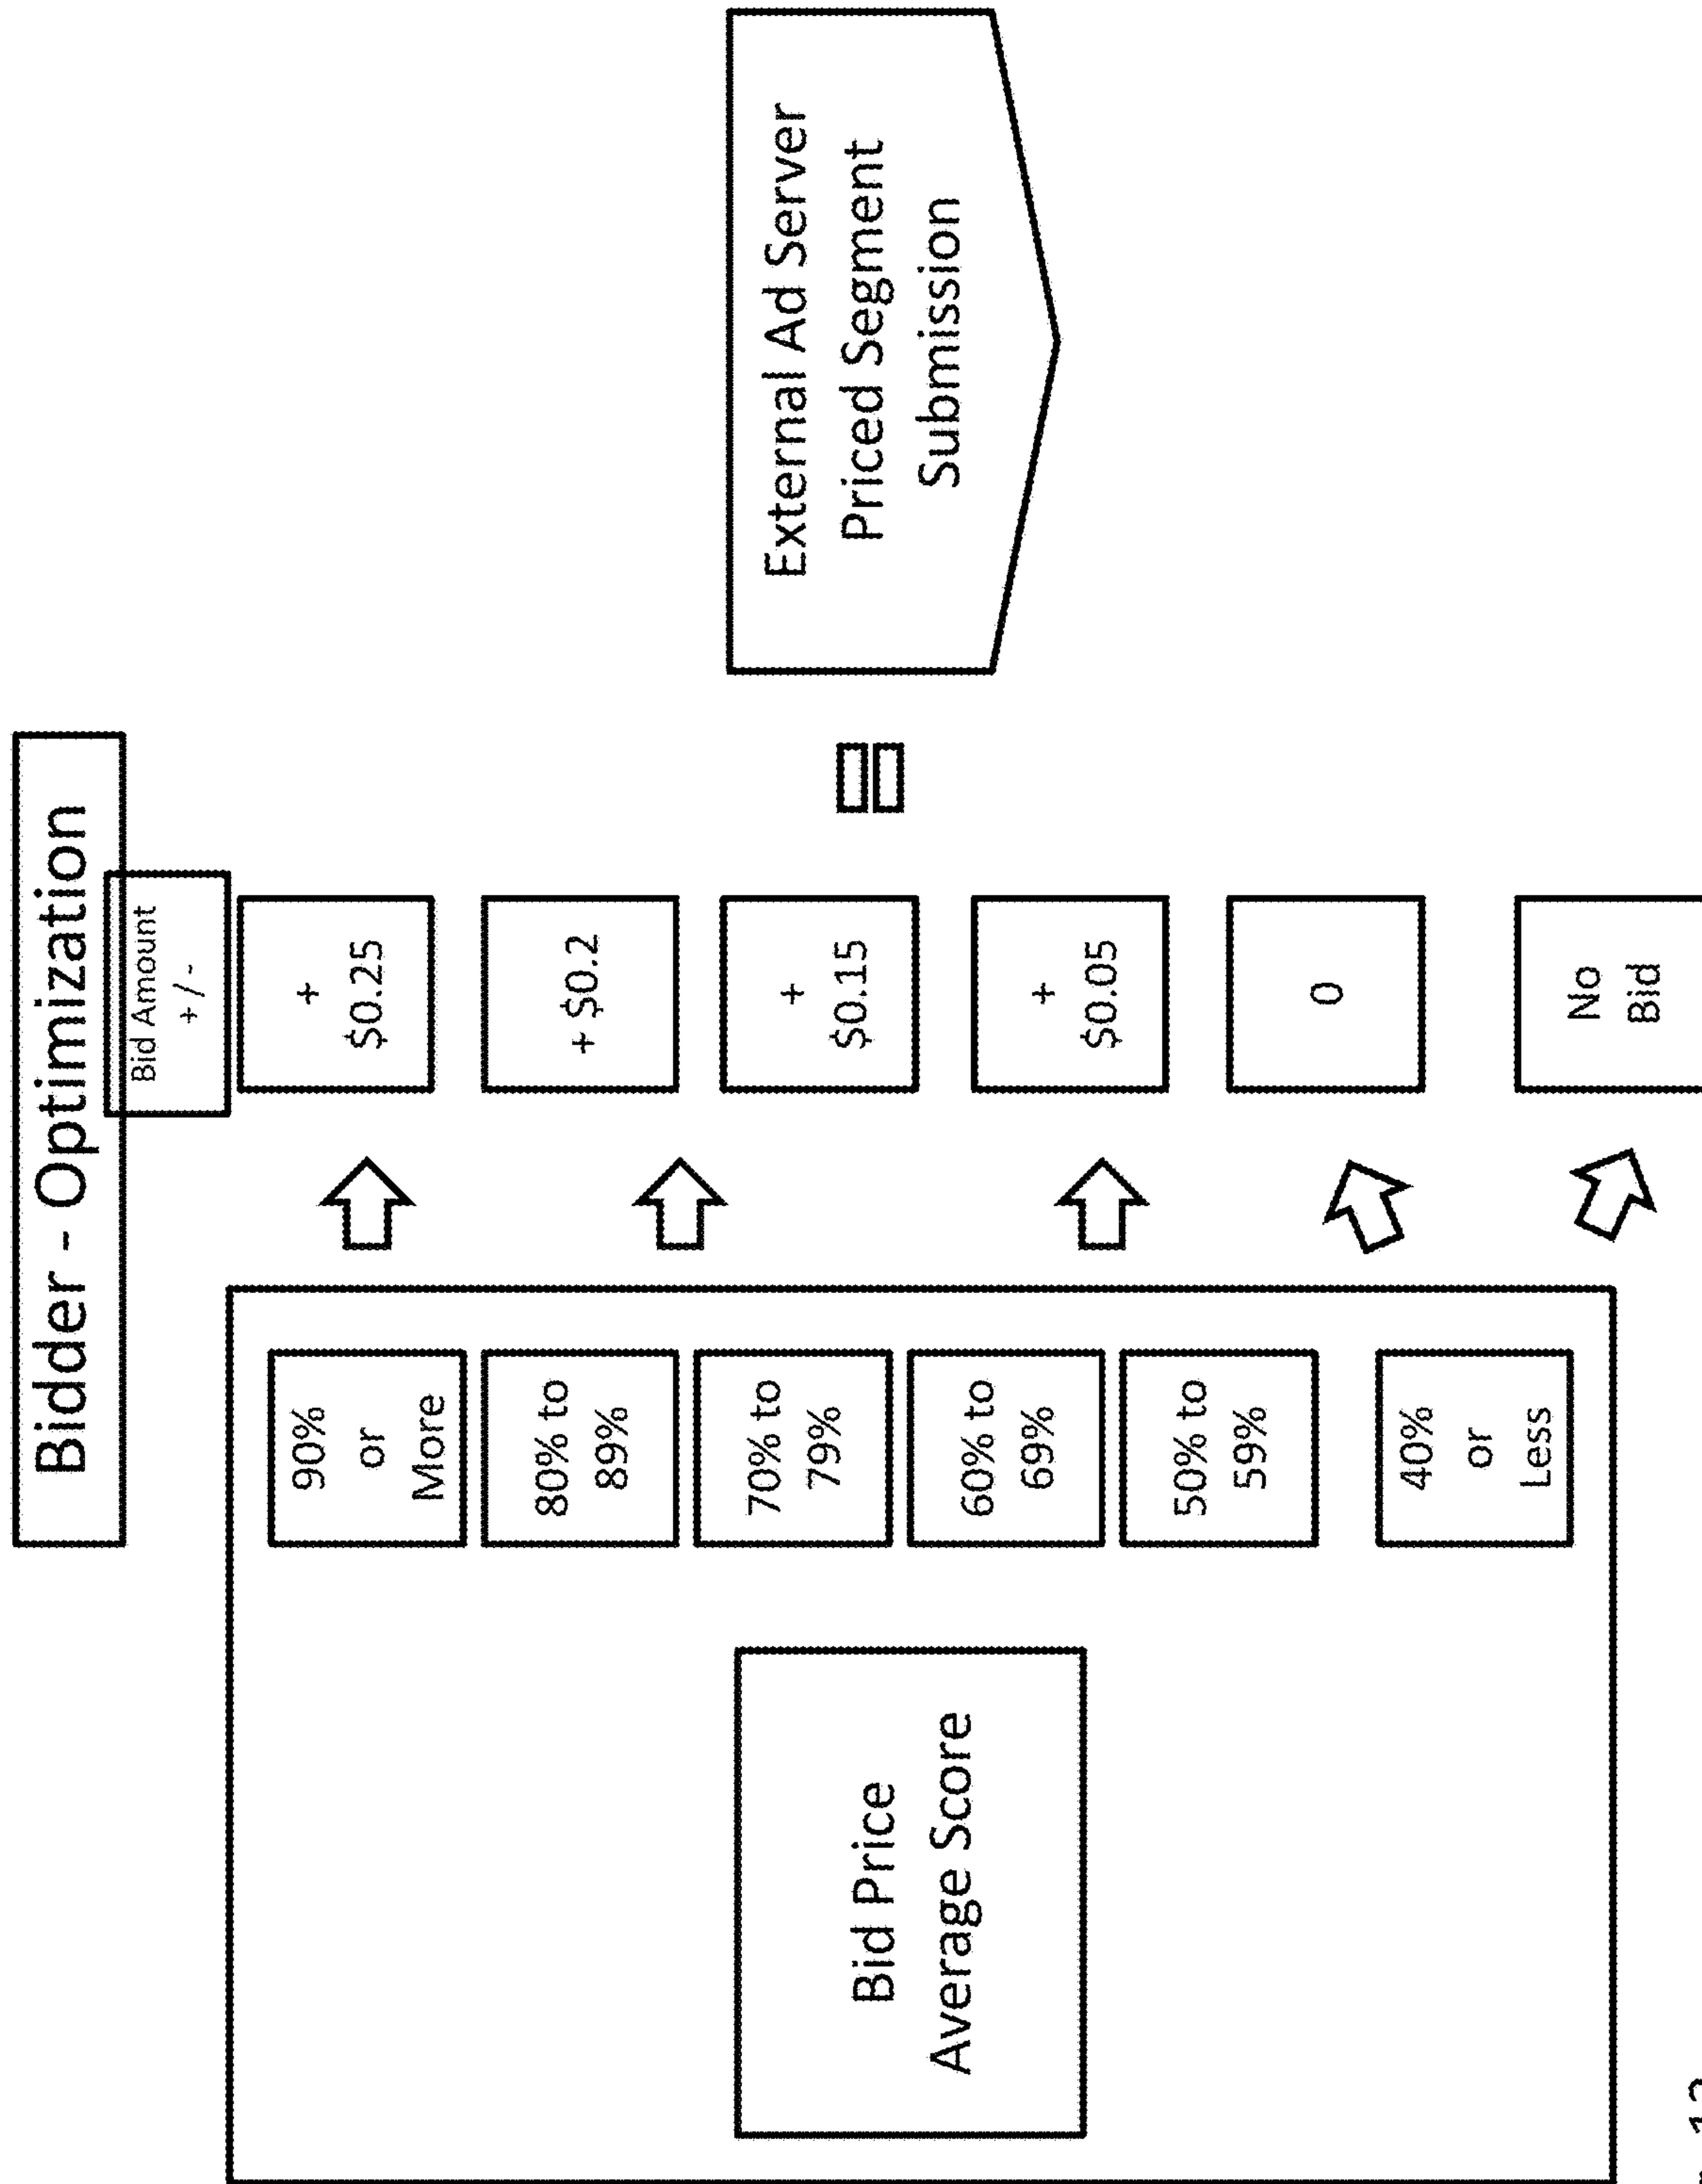 Bidder - Optimization
Bid Amount
+ / -
90%
or
More
80% to
89%
70% to
79%
60% to
69%
50% to
59%
40%
or
Less
Bid Price
Average Score
+
$0.25
+ $0.2
+
$0.15
+
$0.05
0
No
Bid
External Ad Server
Priced Segment
Submission